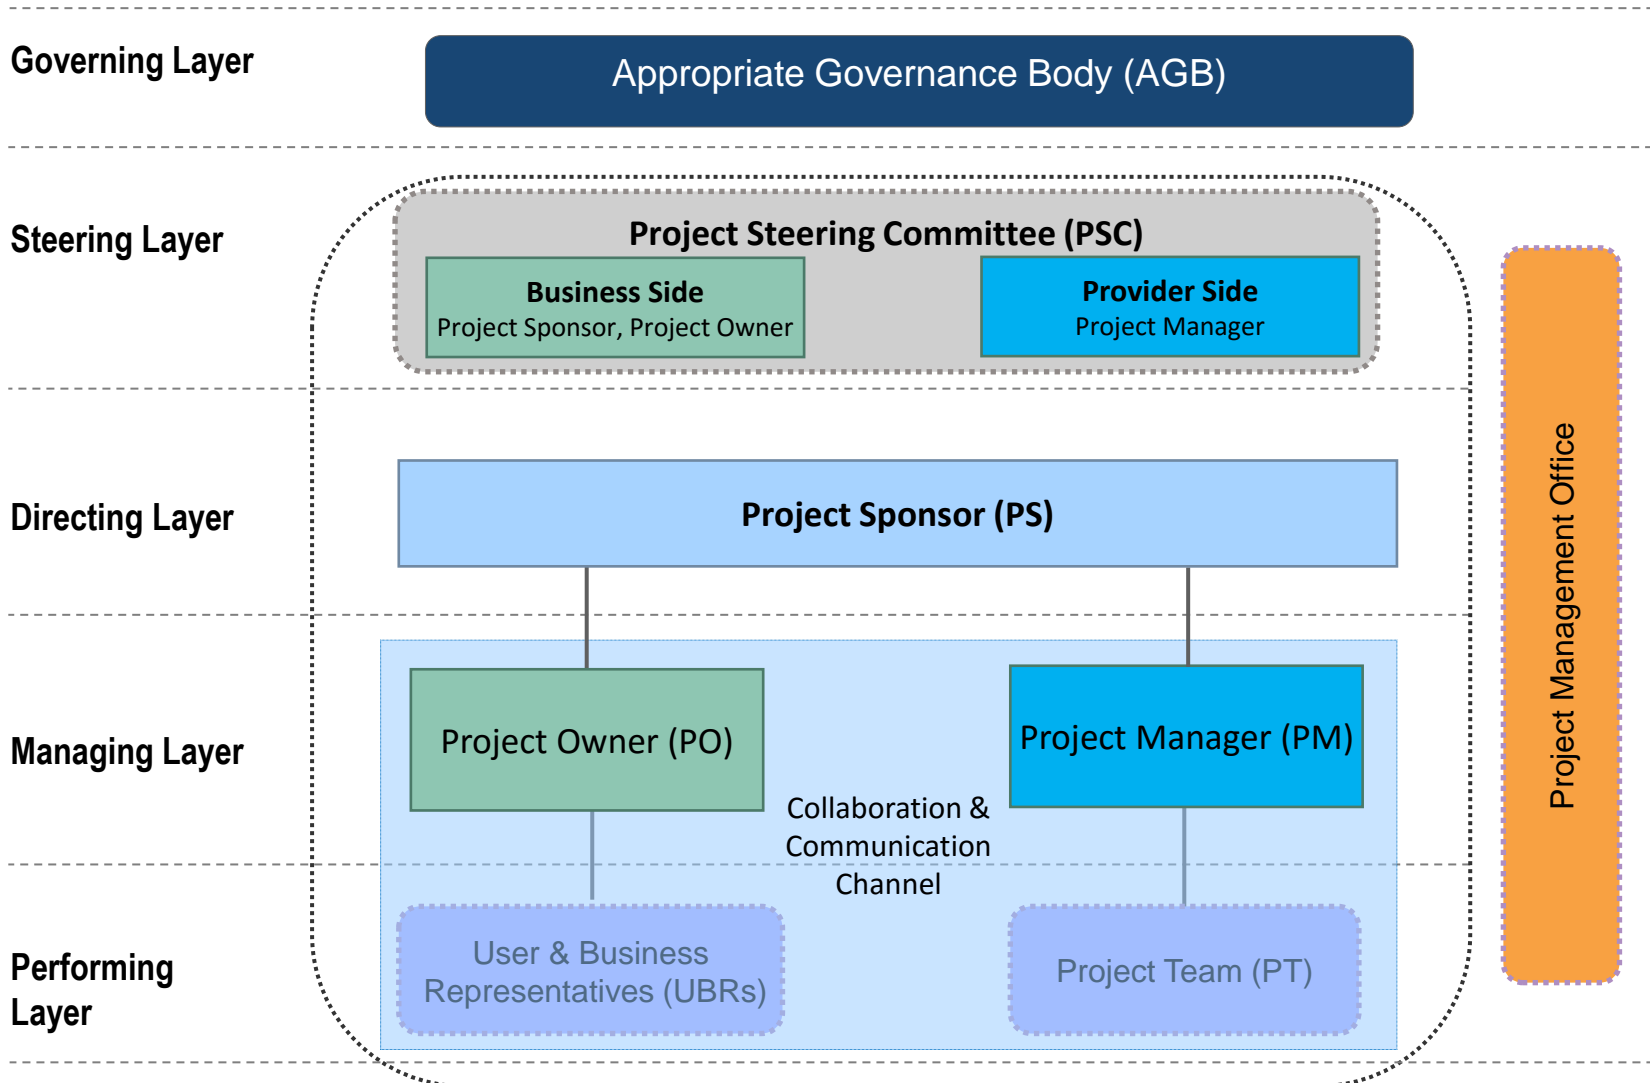 Governing Layer
Appropriate Governance Body (AGB)
Steering Layer
Project Steering Committee (PSC)
Business Side
Project Sponsor, Project Owner
Provider Side
Project Manager
Directing Layer
Project Sponsor (PS)
Managing Layer
Project Owner (PO)
Project Manager (PM)
Collaboration &
Communication
Channel
Performing
Layer
User & Business
Representatives (UBRs)
Project Team (PT)
Project Management Office